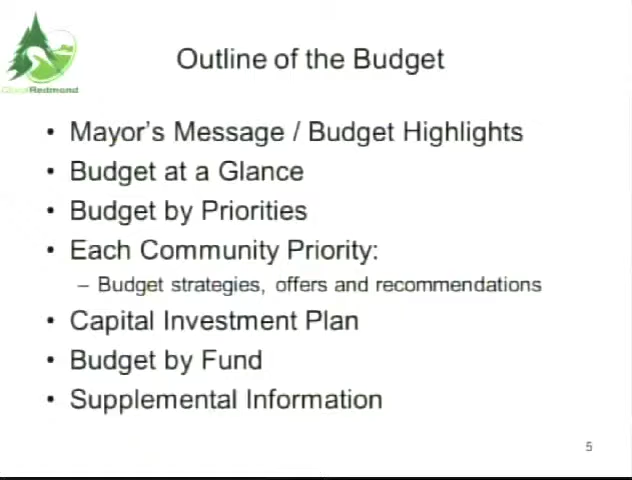 Outline of the Budget
Redmond
• Mayor's Message / Budget Highlights
• Budget at a Glance
• Budget by Priorities
• Each Community Priority:
– Budget strategies, offers and recommendations
• Capital Investment Plan
• Budget by Fund
• Supplemental Information
5